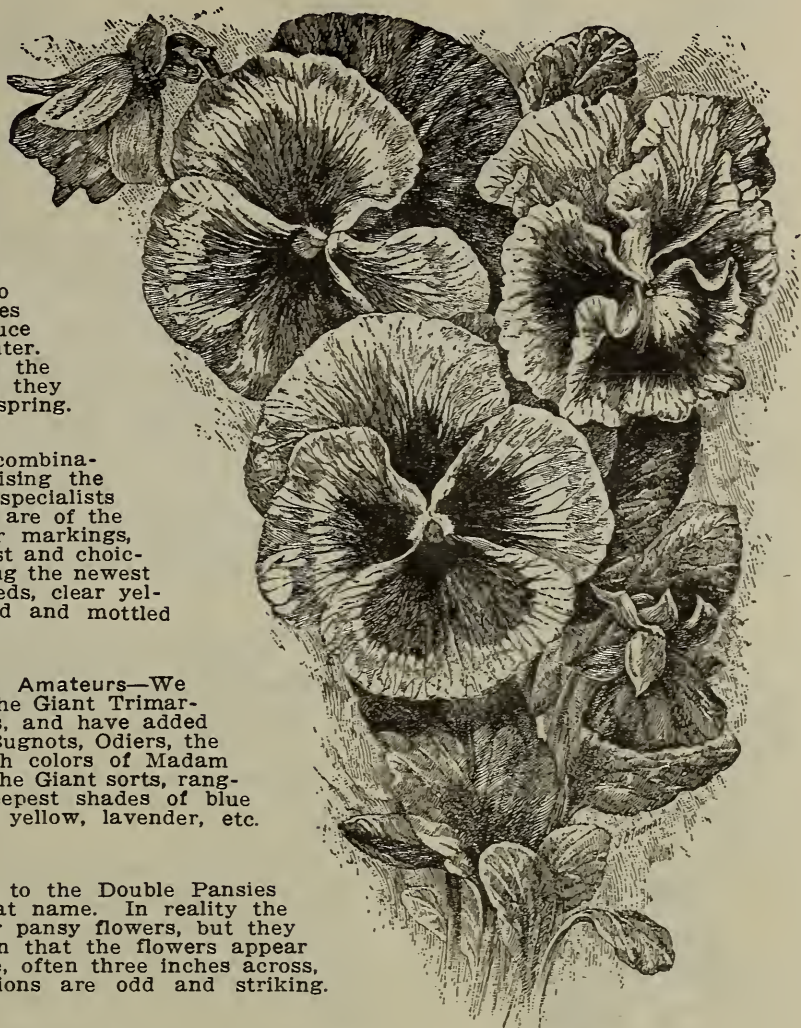 o
es
uce
ter.
the
they
spring.
combina-
ising the
specialists
are of the
r markings,
st and choic-
ng the newest
eds, clear yel-
d and mottled
Amateurs—We
he Giant Trimar-
s, and have added
Bugnots, Odiers, the
h colors of Madam
he Giant sorts, rang-
epest shades of blue
yellow, lavender, etc.
to the Double Pansies
at name. In reality the
r pansy flowers, but they
n that the flowers appear
e, often three inches across,
ions are odd and striking.